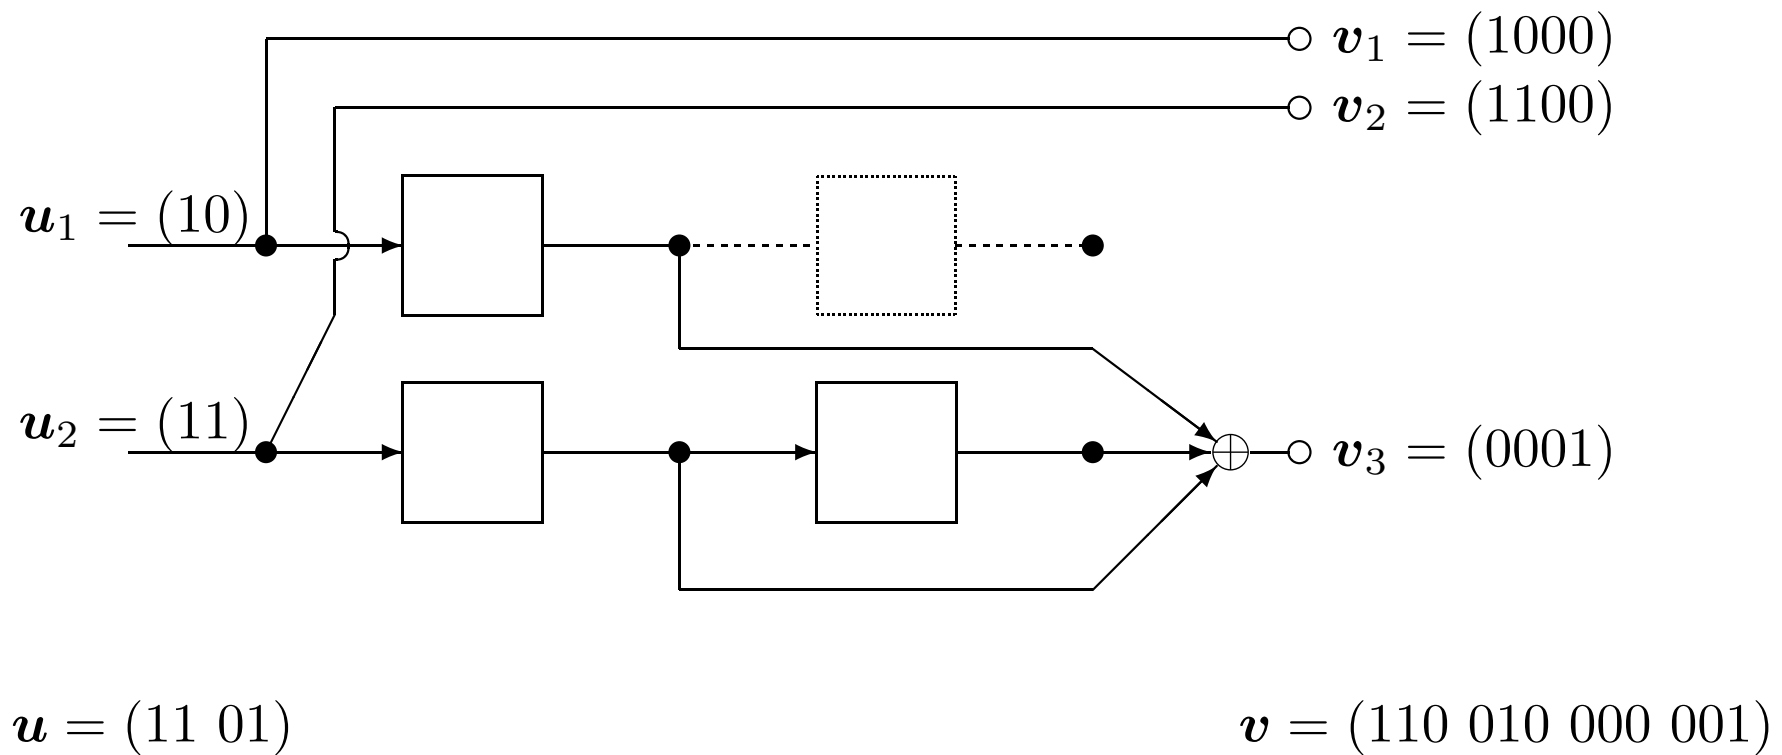 v₁ = (1000)
v₂ = (1100)
u₁ = (10)
u₂ = (11)
v₃ = (0001)
u = (11 01)
v = (110 010 000 001)